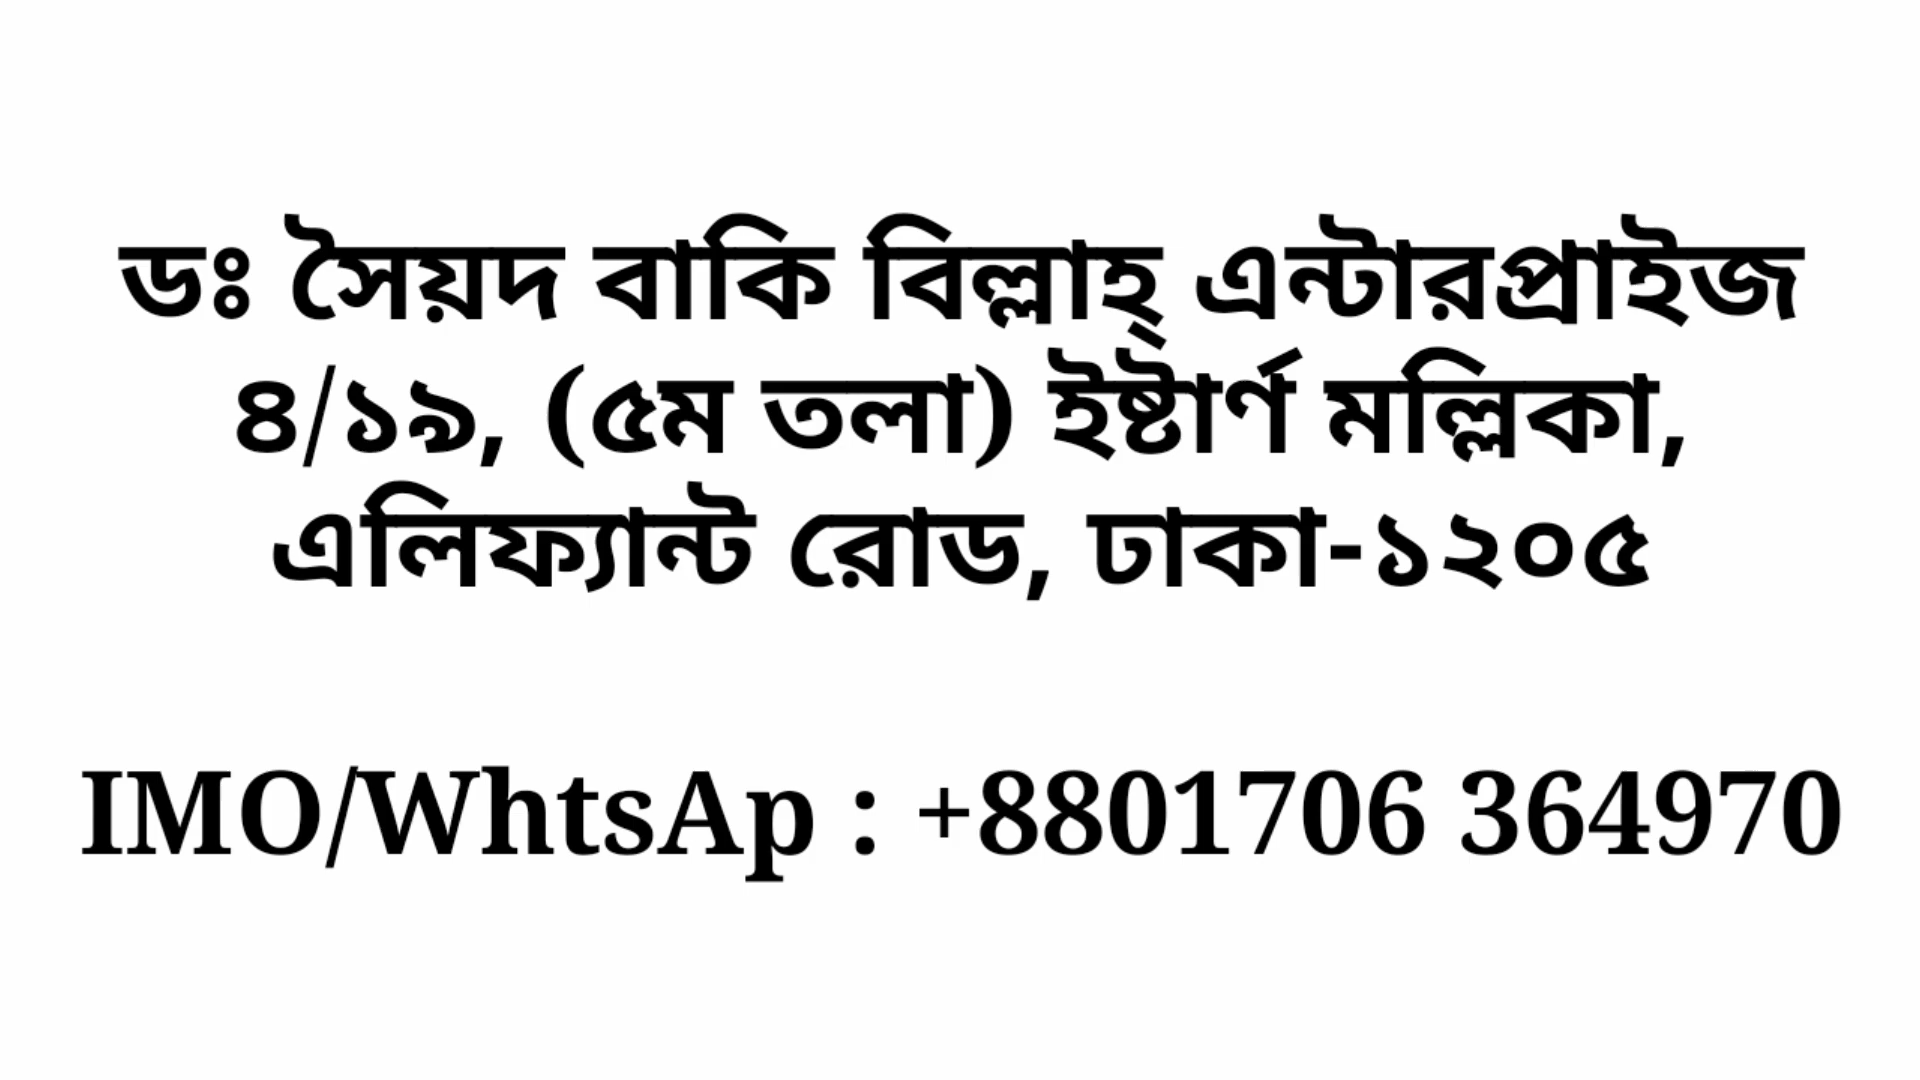 ডঃ সৈয়দ বাকি বিল্লাহ্ এন্টারপ্রাইজ
৪/১৯, (৫ম তলা) ইষ্টার্ণ মল্লিকা,
এলিফ্যান্ট রোড, ঢাকা-১২০৫
IMO/WhtsAp : +8801706 364970